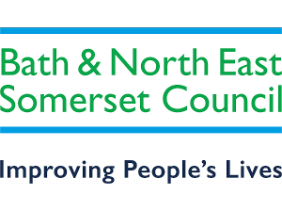 Bath & North East
Somerset Council
Improving People's Lives